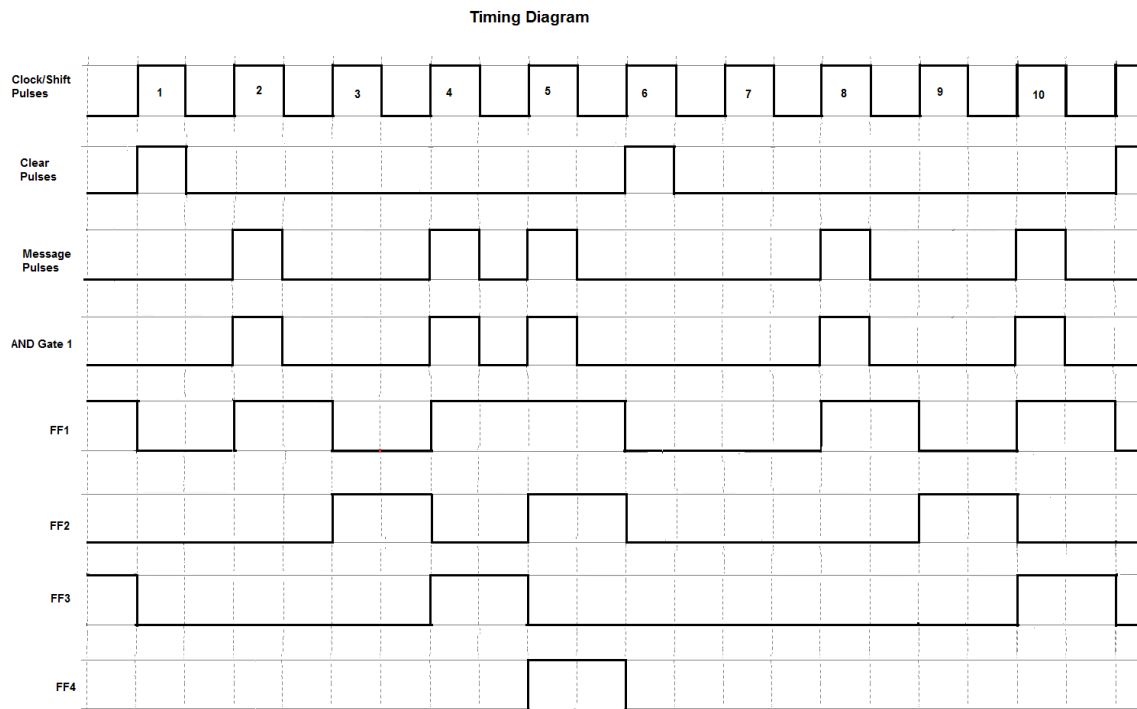 Timing Diagram
Clock/Shift
Pulses
1 2 3 4 5 6 7 8 9 10
Clear
Pulses
Message
Pulses
AND Gate 1
FF1
FF2
FF3
FF4